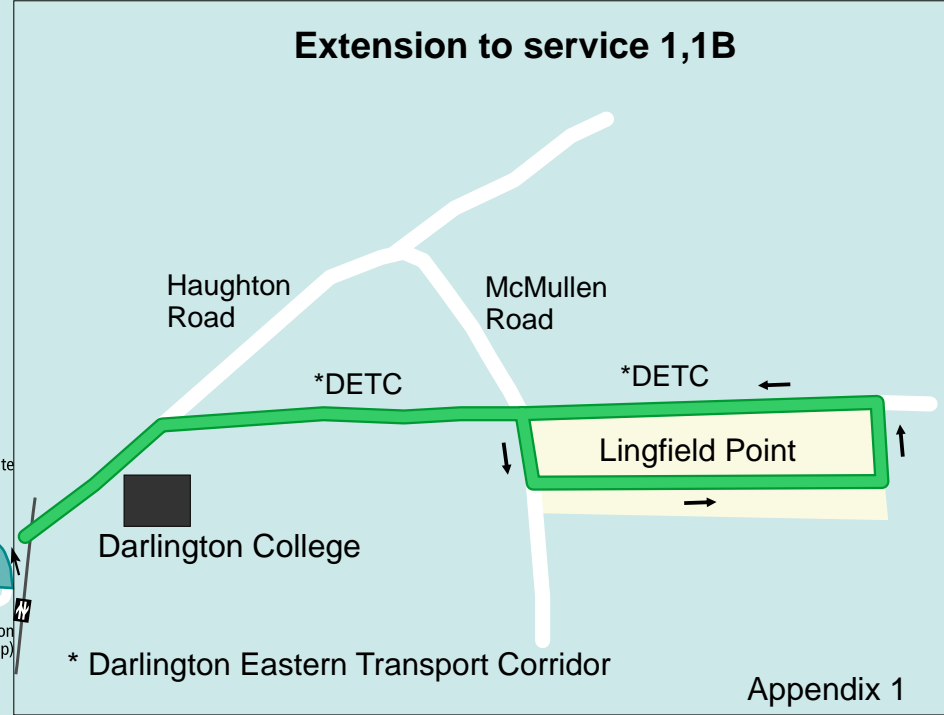 Extension to service 1,1B
Haughton
Road
McMullen
Road
*DETC
*DETC
Lingfield Point
Darlington College
* Darlington Eastern Transport Corridor
Appendix 1